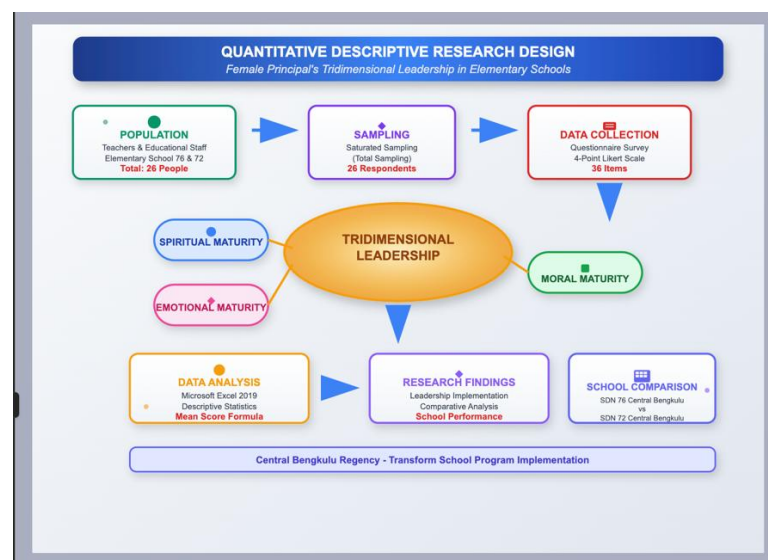 QUANTITATIVE DESCRIPTIVE RESEARCH DESIGN
Female Principal's Tridimensional Leadership in Elementary Schools
POPULATION
Teachers & Educational Staff
Elementary School 76 & 72
Total: 26 People
SAMPLING
Saturated Sampling
(Total Sampling)
26 Respondents
DATA COLLECTION
Questionnaire Survey
4-Point Likert Scale
36 Items
SPIRITUAL MATURITY
EMOTIONAL MATURITY
TRIDIMENSIONAL
LEADERSHIP
MORAL MATURITY
DATA ANALYSIS
Microsoft Excel 2019
Descriptive Statistics
Mean Score Formula
RESEARCH FINDINGS
Leadership Implementation
Comparative Analysis
School Performance
SCHOOL COMPARISON
SDN 76 Central Bengkulu
vs
SDN 72 Central Bengkulu
Central Bengkulu Regency - Transform School Program Implementation